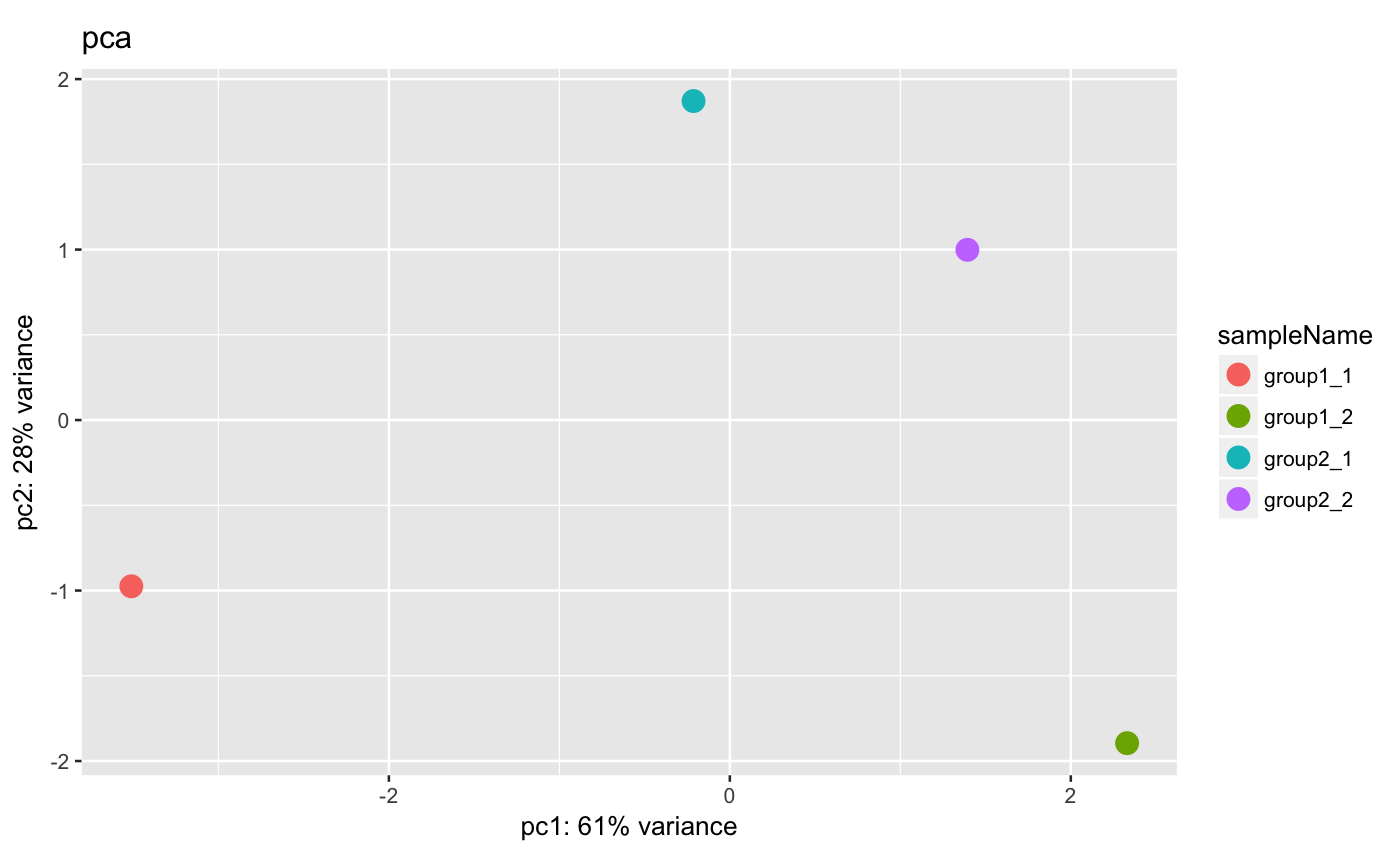 pca
2
1
0
-1
-2
pc2: 28% variance
-2
0
2
pc1: 61% variance
sampleName
group1_1
group1_2
group2_1
group2_2